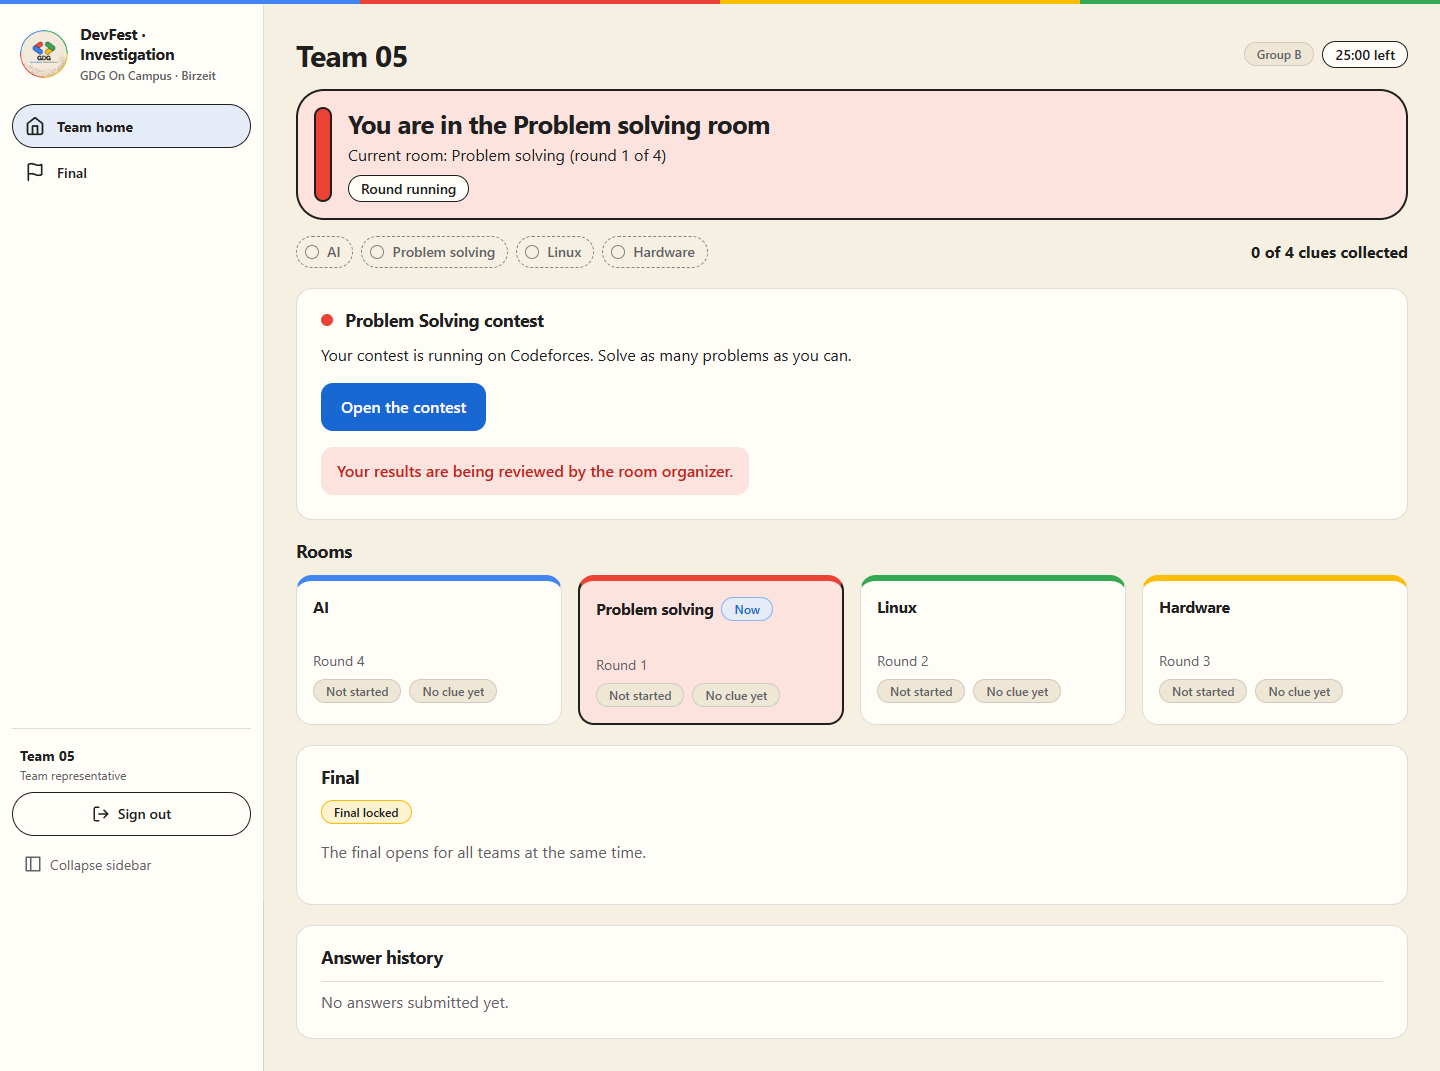 DevFest ·
Investigation
GDG On Campus · Birzeit
GDG
Team home
Final
Team 05
Team representative
Sign out
Collapse sidebar
Team 05
Group B
25:00 left
You are in the Problem solving room
Current room: Problem solving (round 1 of 4)
Round running
AI
Problem solving
Linux
Hardware
0 of 4 clues collected
Problem Solving contest
Your contest is running on Codeforces. Solve as many problems as you can.
Open the contest
Your results are being reviewed by the room organizer.
Rooms
AI
Round 4
Not started
No clue yet
Problem solving
Now
Round 1
Not started
No clue yet
Linux
Round 2
Not started
No clue yet
Hardware
Round 3
Not started
No clue yet
Final
Final locked
The final opens for all teams at the same time.
Answer history
No answers submitted yet.